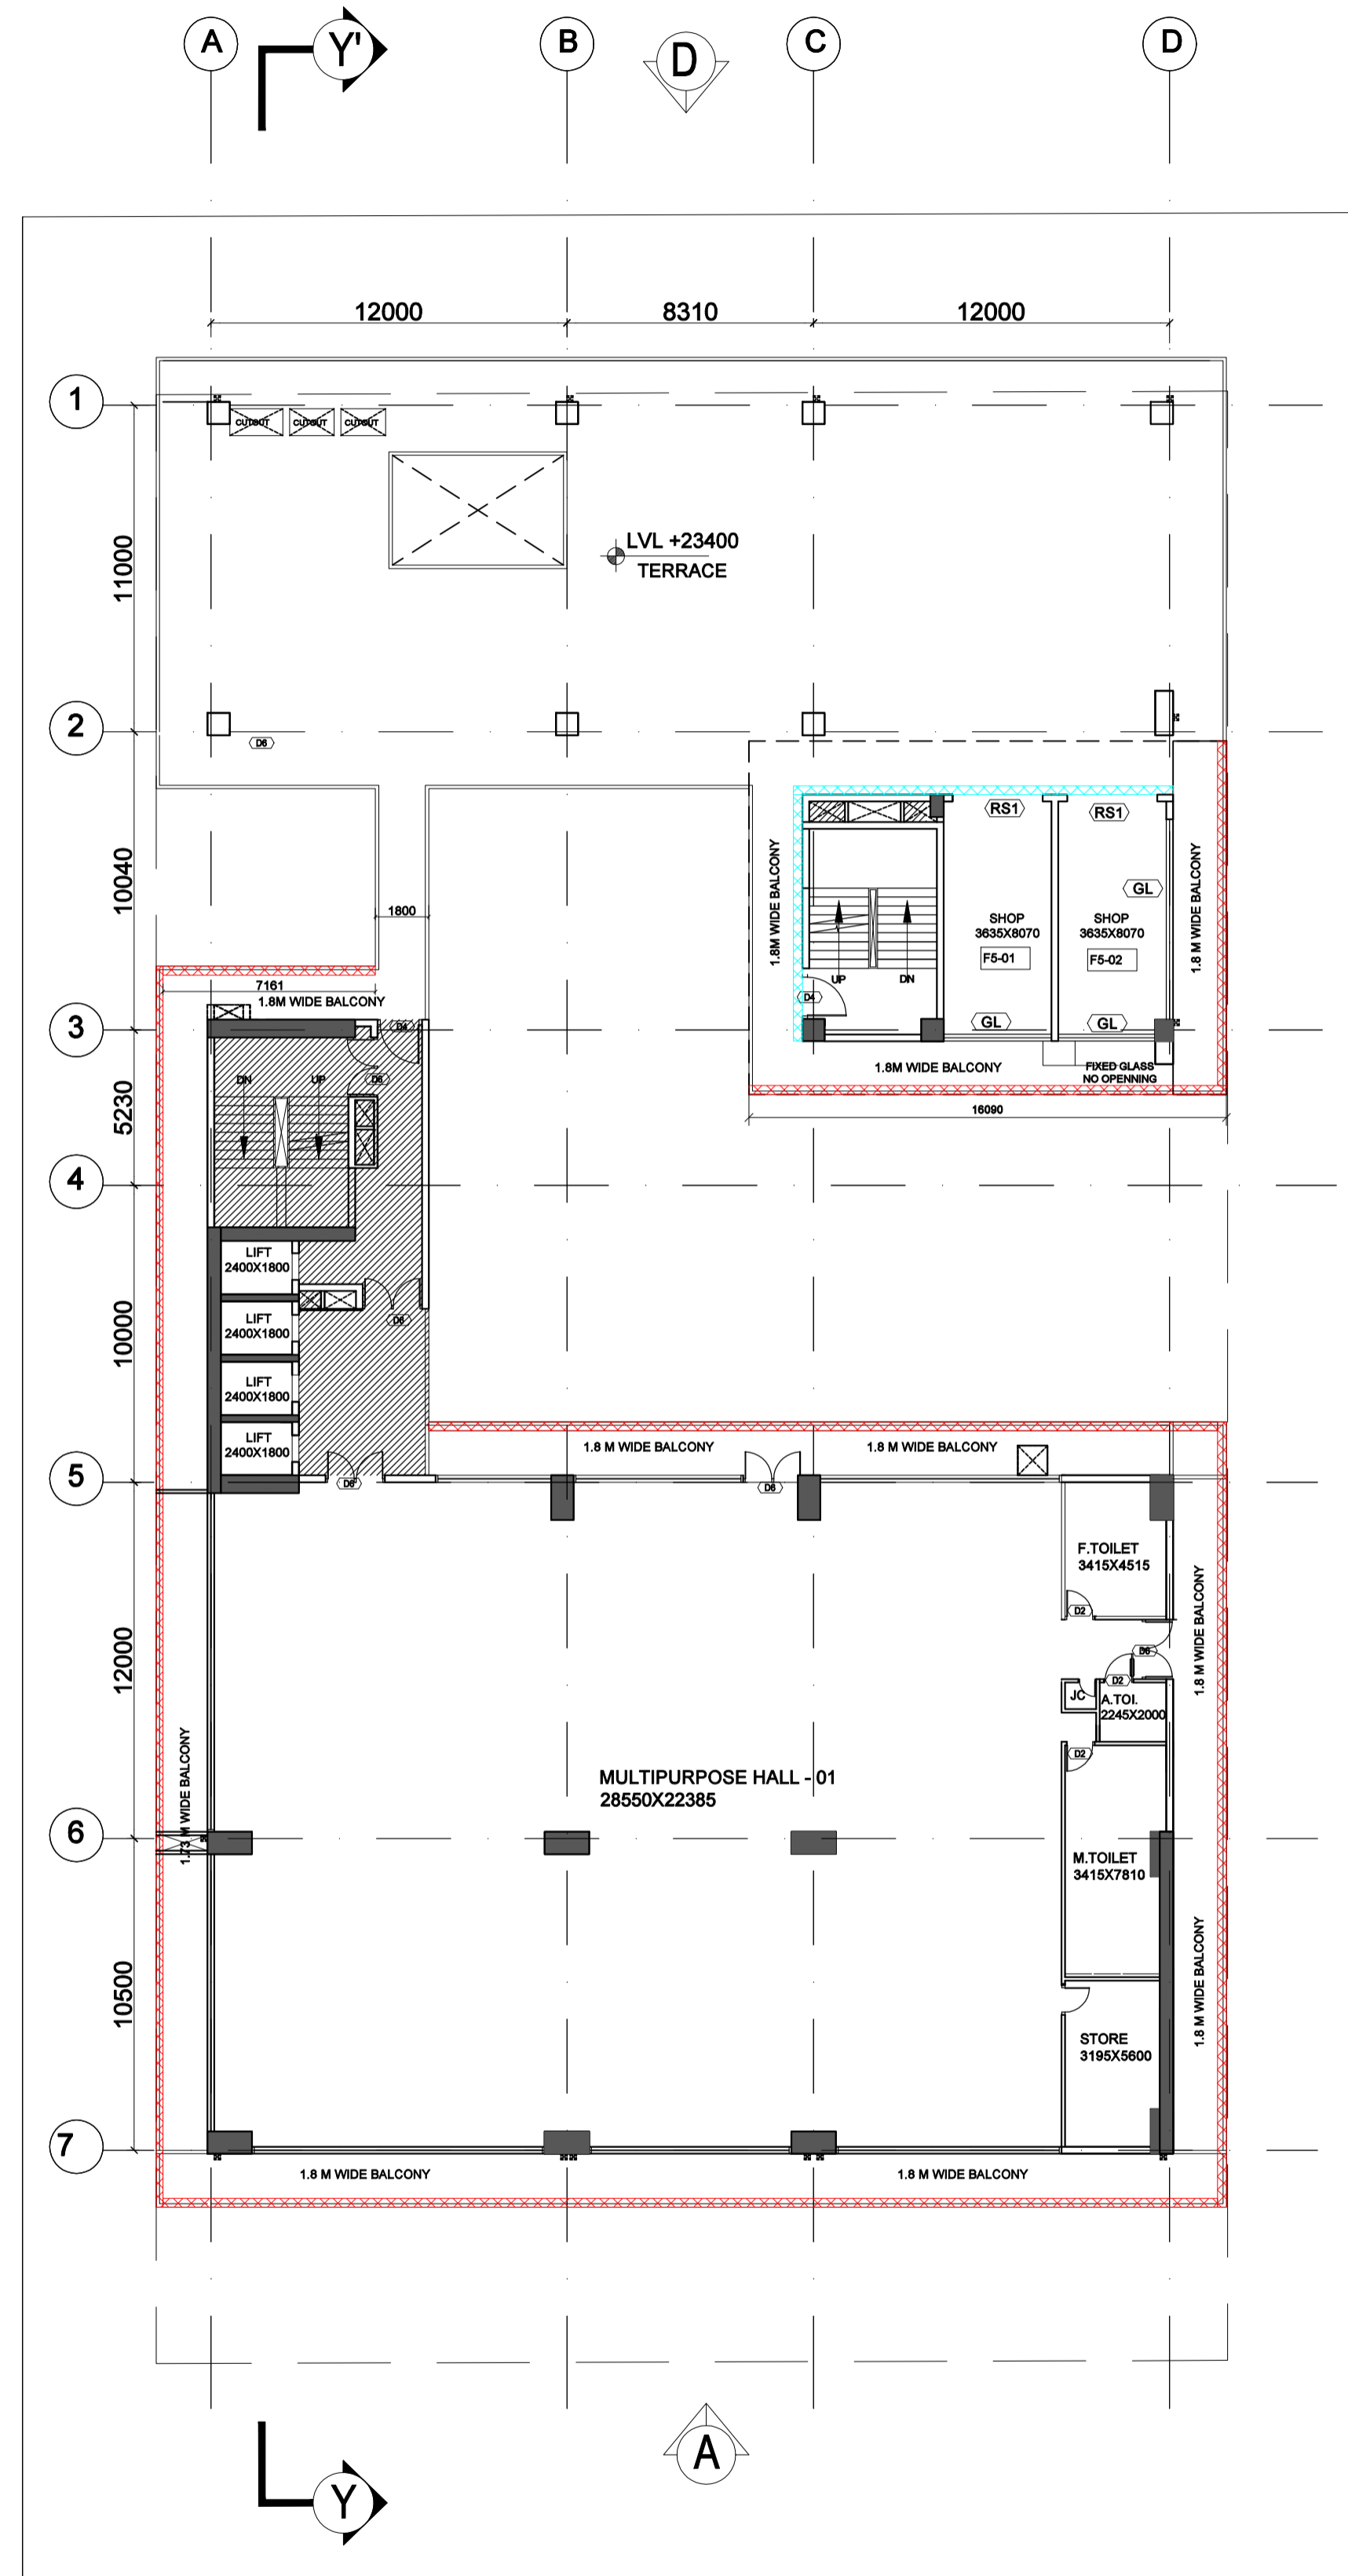 A
Y'
B
D
C
D
12000
8310
12000
1
CUTOUT
CUTOUT
CUTOUT
11000
LVL +23400
TERRACE
2
D6
10040
1800
1.8M WIDE BALCONY
RS1
RS1
GL
SHOP
3635X8070
F5-01
SHOP
3635X8070
F5-02
1.8 M WIDE BALCONY
UP
DN
D4
7161
1.8M WIDE BALCONY
3
D4
GL
GL
1.8M WIDE BALCONY
FIXED GLASS
NO OPENNING
16090
5230
DN
UP
D5
4
LIFT
2400X1800
LIFT
2400X1800
LIFT
2400X1800
LIFT
2400X1800
10000
D6
1.8 M WIDE BALCONY
1.8 M WIDE BALCONY
5
D6
D6
F.TOILET
3415X4515
D2
D6
1.8 M WIDE BALCONY
12000
D2
JC
A.TOI.
2245X2000
D2
1.73 M WIDE BALCONY
MULTIPURPOSE HALL - 01
28550X22385
6
M.TOILET
3415X7810
1.8 M WIDE BALCONY
10500
STORE
3195X5600
7
1.8 M WIDE BALCONY
1.8 M WIDE BALCONY
A
Y